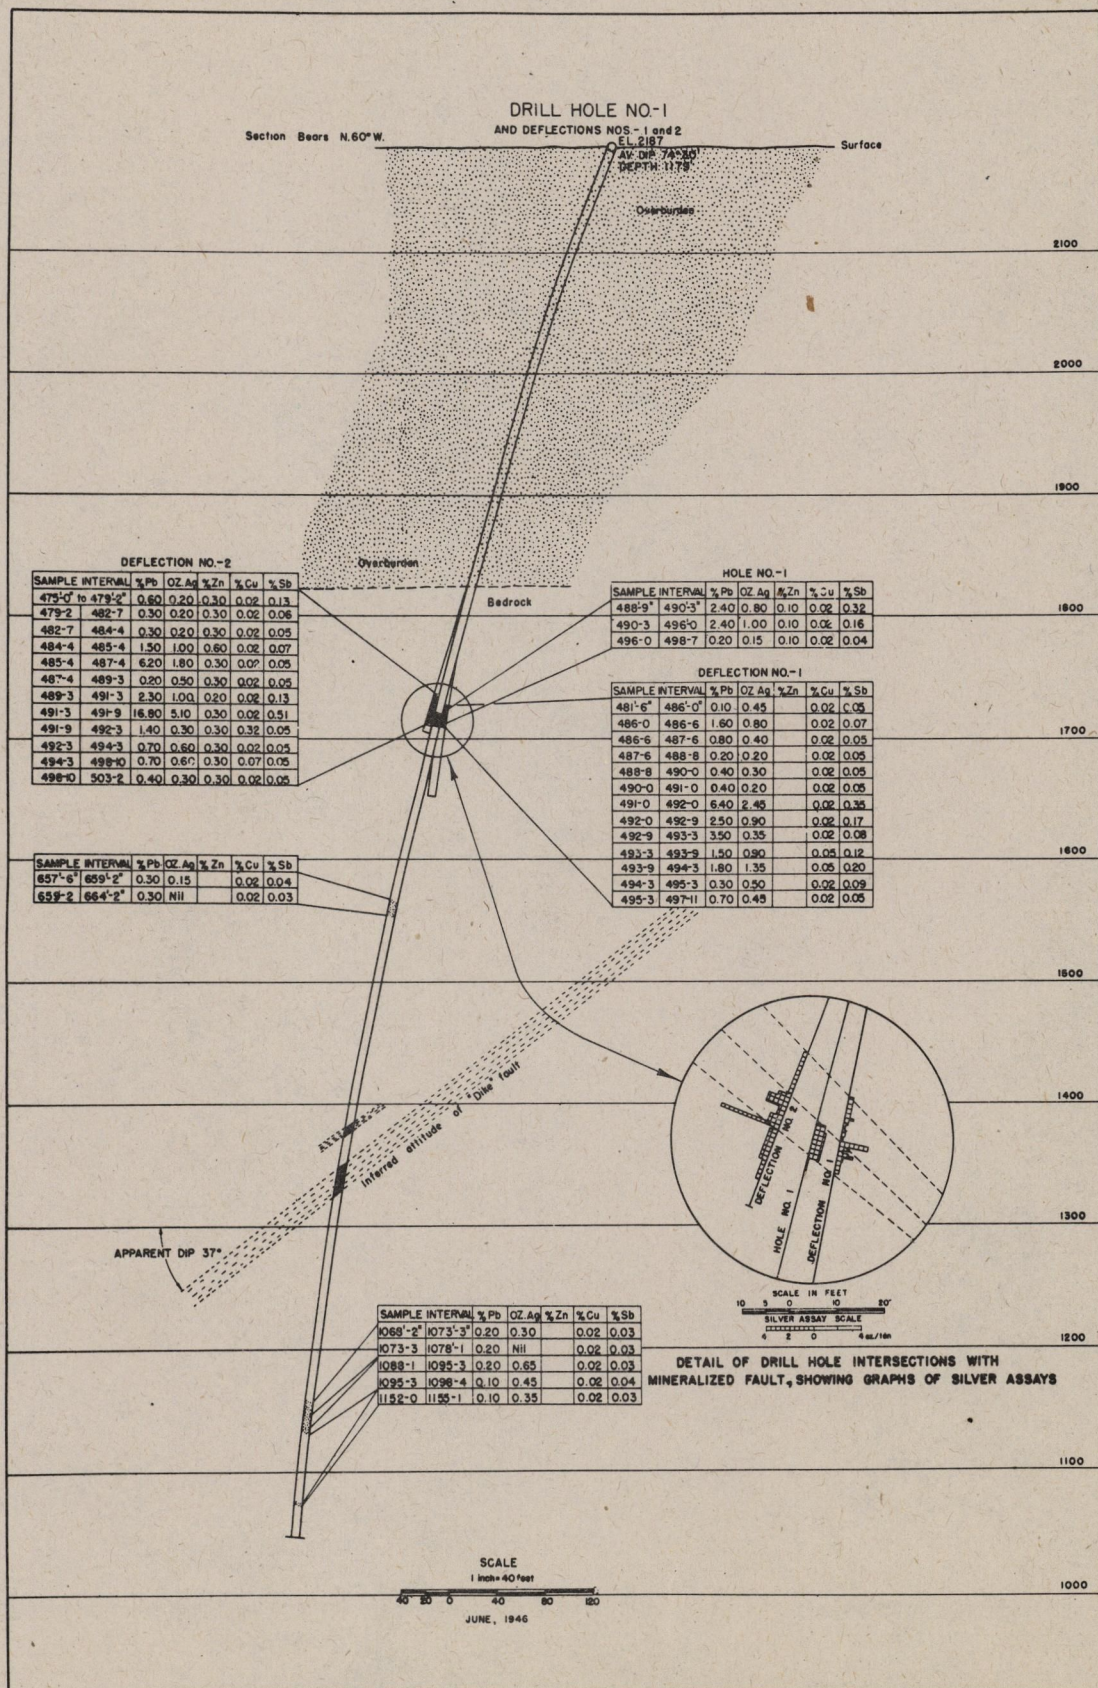 DRILL HOLE NO.-1
AND DEFLECTIONS NOS.- 1 and 2
Section Bears N.60°W.
EL.2187
Surface
AV. DIP
DEPTH 1179'
Overburden
2100
2000
1900
Overburden
Bedrock
1800
DEFLECTION NO.-2
SAMPLE INTERVAL %Pb OZ.Ag %Zn %Cu %Sb
475'-0" to 479'-2" 0.60 0.20 0.30 0.02 0.13
479-2 482-7 0.30 0.20 0.30 0.02 0.06
482-7 484-4 0.30 0.20 0.30 0.02 0.05
484-4 485-4 1.50 1.00 0.60 0.02 0.07
485-4 487-4 6.20 1.80 0.30 0.02 0.05
487-4 489-3 0.20 0.50 0.30 0.02 0.05
489-3 491-3 2.30 1.00 0.20 0.02 0.13
491-3 491-9 16.80 5.10 0.30 0.02 0.51
491-9 492-3 1.40 0.30 0.30 0.32 0.05
492-3 494-3 0.70 0.60 0.30 0.02 0.05
494-3 498-10 0.70 0.60 0.30 0.07 0.05
498-10 503-2 0.40 0.30 0.30 0.02 0.05
HOLE NO.-1
SAMPLE INTERVAL %Pb OZ.Ag %Zn %Cu %Sb
488'-9" 490'-3" 2.40 0.80 0.10 0.02 0.32
490-3 496'-0 2.40 1.00 0.10 0.02 0.16
496-0 498-7 0.20 0.15 0.10 0.02 0.04
DEFLECTION NO.-1
SAMPLE INTERVAL %Pb OZ.Ag %Zn %Cu %Sb
481'-6" 486'-0" 0.10 0.45 0.02 0.05
486-0 486-6 1.60 0.80 0.02 0.07
486-6 487-6 0.80 0.40 0.02 0.05
487-6 488-8 0.20 0.20 0.02 0.05
488-8 490-0 0.40 0.30 0.02 0.05
490-0 491-0 0.40 0.20 0.02 0.05
491-0 492-0 6.40 2.45 0.02 0.35
492-0 492-9 2.50 0.90 0.02 0.17
492-9 493-3 3.50 0.35 0.02 0.08
493-3 493-9 1.50 0.90 0.05 0.12
493-9 494-3 1.80 1.35 0.05 0.20
494-3 495-3 0.30 0.50 0.02 0.09
495-3 497-11 0.70 0.45 0.02 0.05
1700
1600
SAMPLE INTERVAL %Pb OZ.Ag %Zn %Cu %Sb
657'-6" 659'-2" 0.30 0.15 0.02 0.04
659-2 664'-2" 0.30 Nil 0.02 0.03
1500
1400
Inferred attitude of "Dike" fault
DEFLECTION NO. 2
HOLE NO. 1
DEFLECTION NO. 1
1300
APPARENT DIP 37°
SCALE IN FEET
10 5 0 10 20'
SILVER ASSAY SCALE
4 2 0 4 oz./ton
1200
DETAIL OF DRILL HOLE INTERSECTIONS WITH
MINERALIZED FAULT, SHOWING GRAPHS OF SILVER ASSAYS
SAMPLE INTERVAL %Pb OZ.Ag %Zn %Cu %Sb
1068'-2" 1073'-3" 0.20 0.30 0.02 0.03
1073-3 1078'-1 0.20 Nil 0.02 0.03
1088-1 1095-3 0.20 0.65 0.02 0.03
1095-3 1098-4 0.10 0.45 0.02 0.04
1152-0 1155-1 0.10 0.35 0.02 0.03
1100
SCALE
1 inch = 40 feet
40 20 0 40 80 120
JUNE, 1946
1000